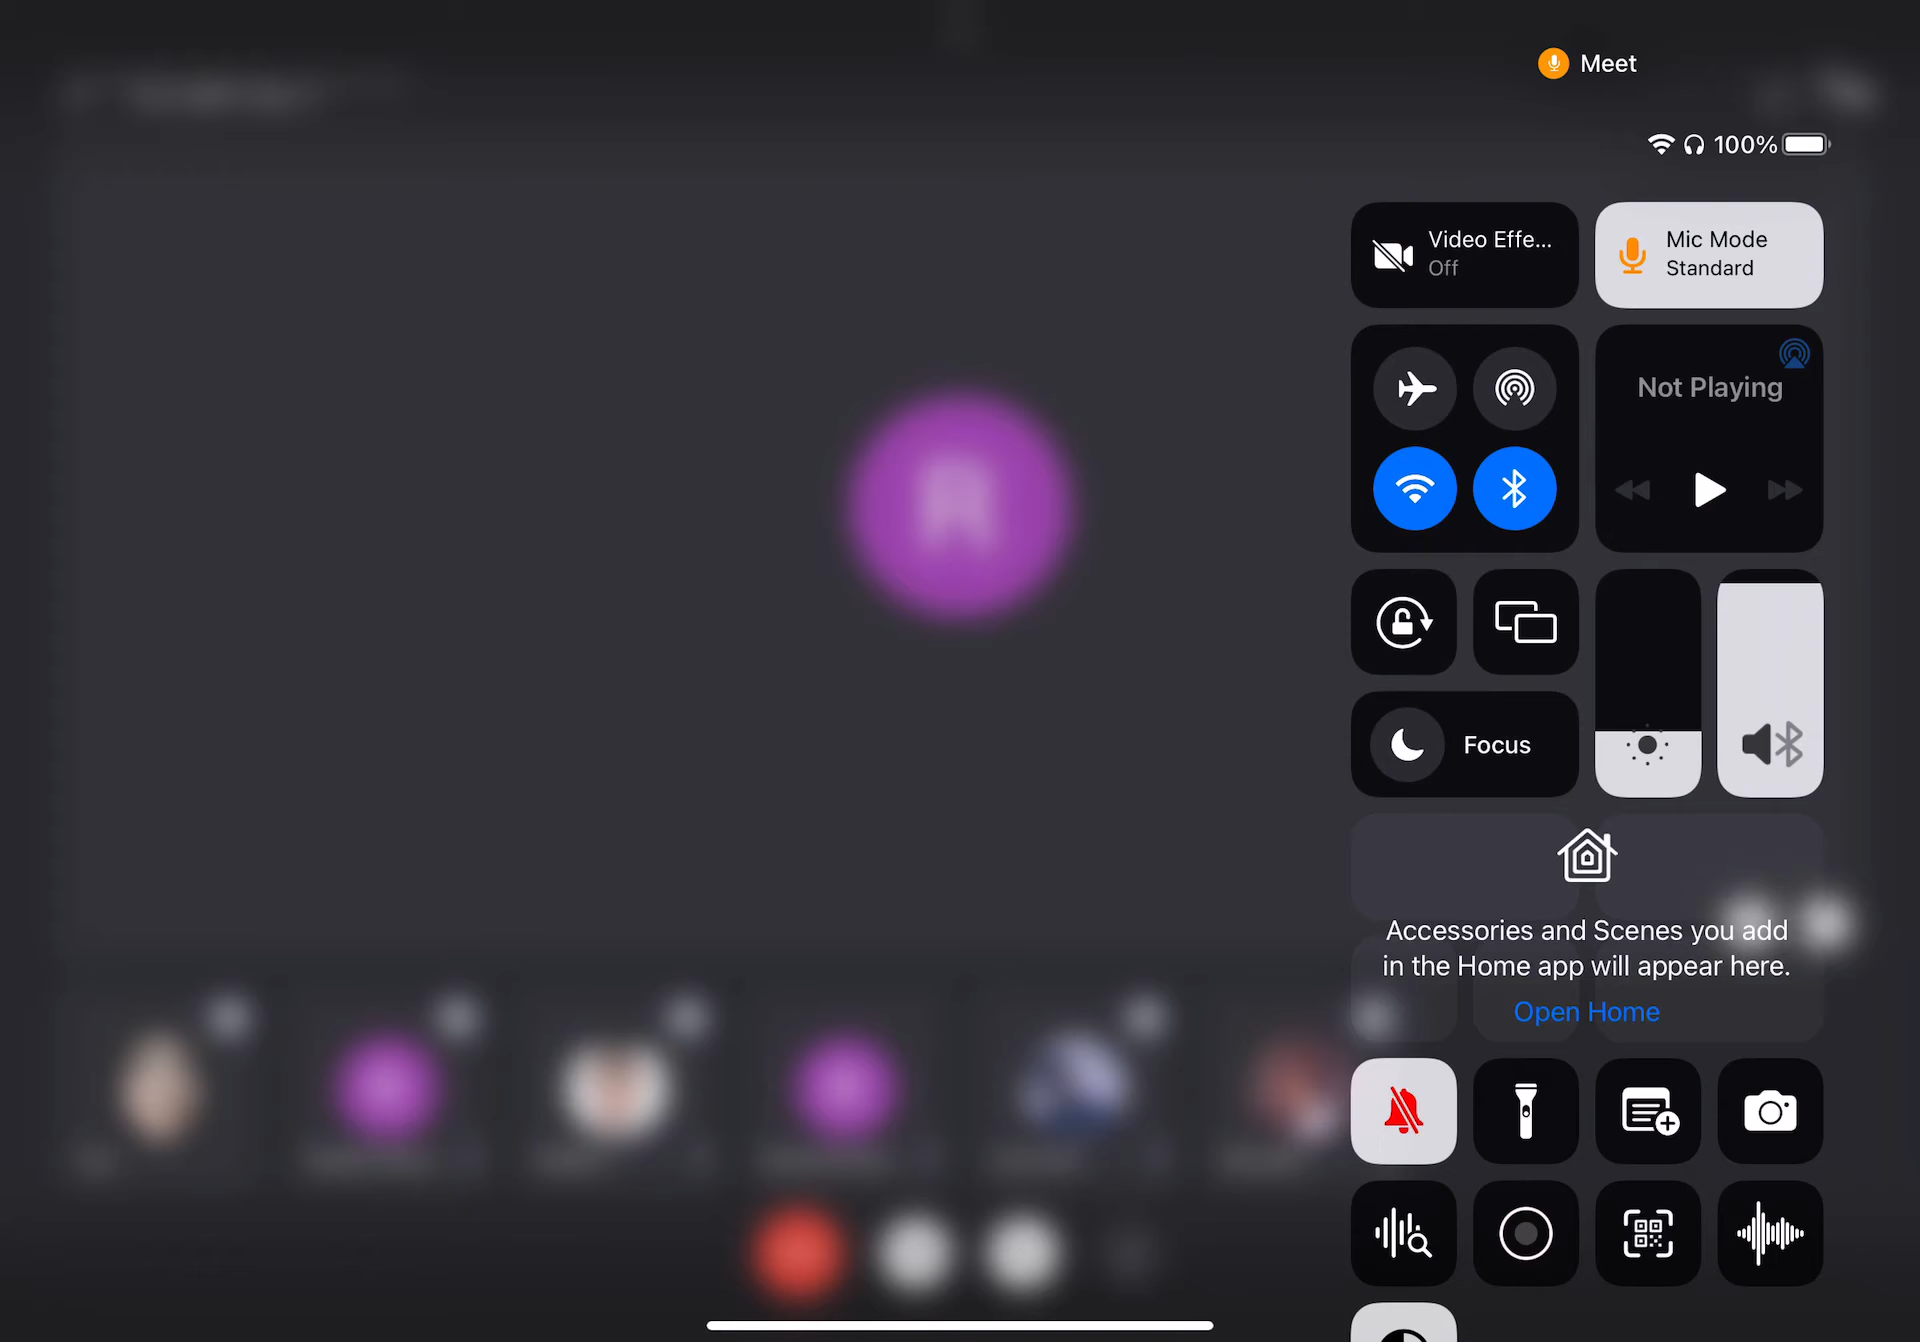 Meet
100%
Video Effe...
Off
Mic Mode
Standard
Not Playing
Focus
Accessories and Scenes you add
in the Home app will appear here.
Open Home